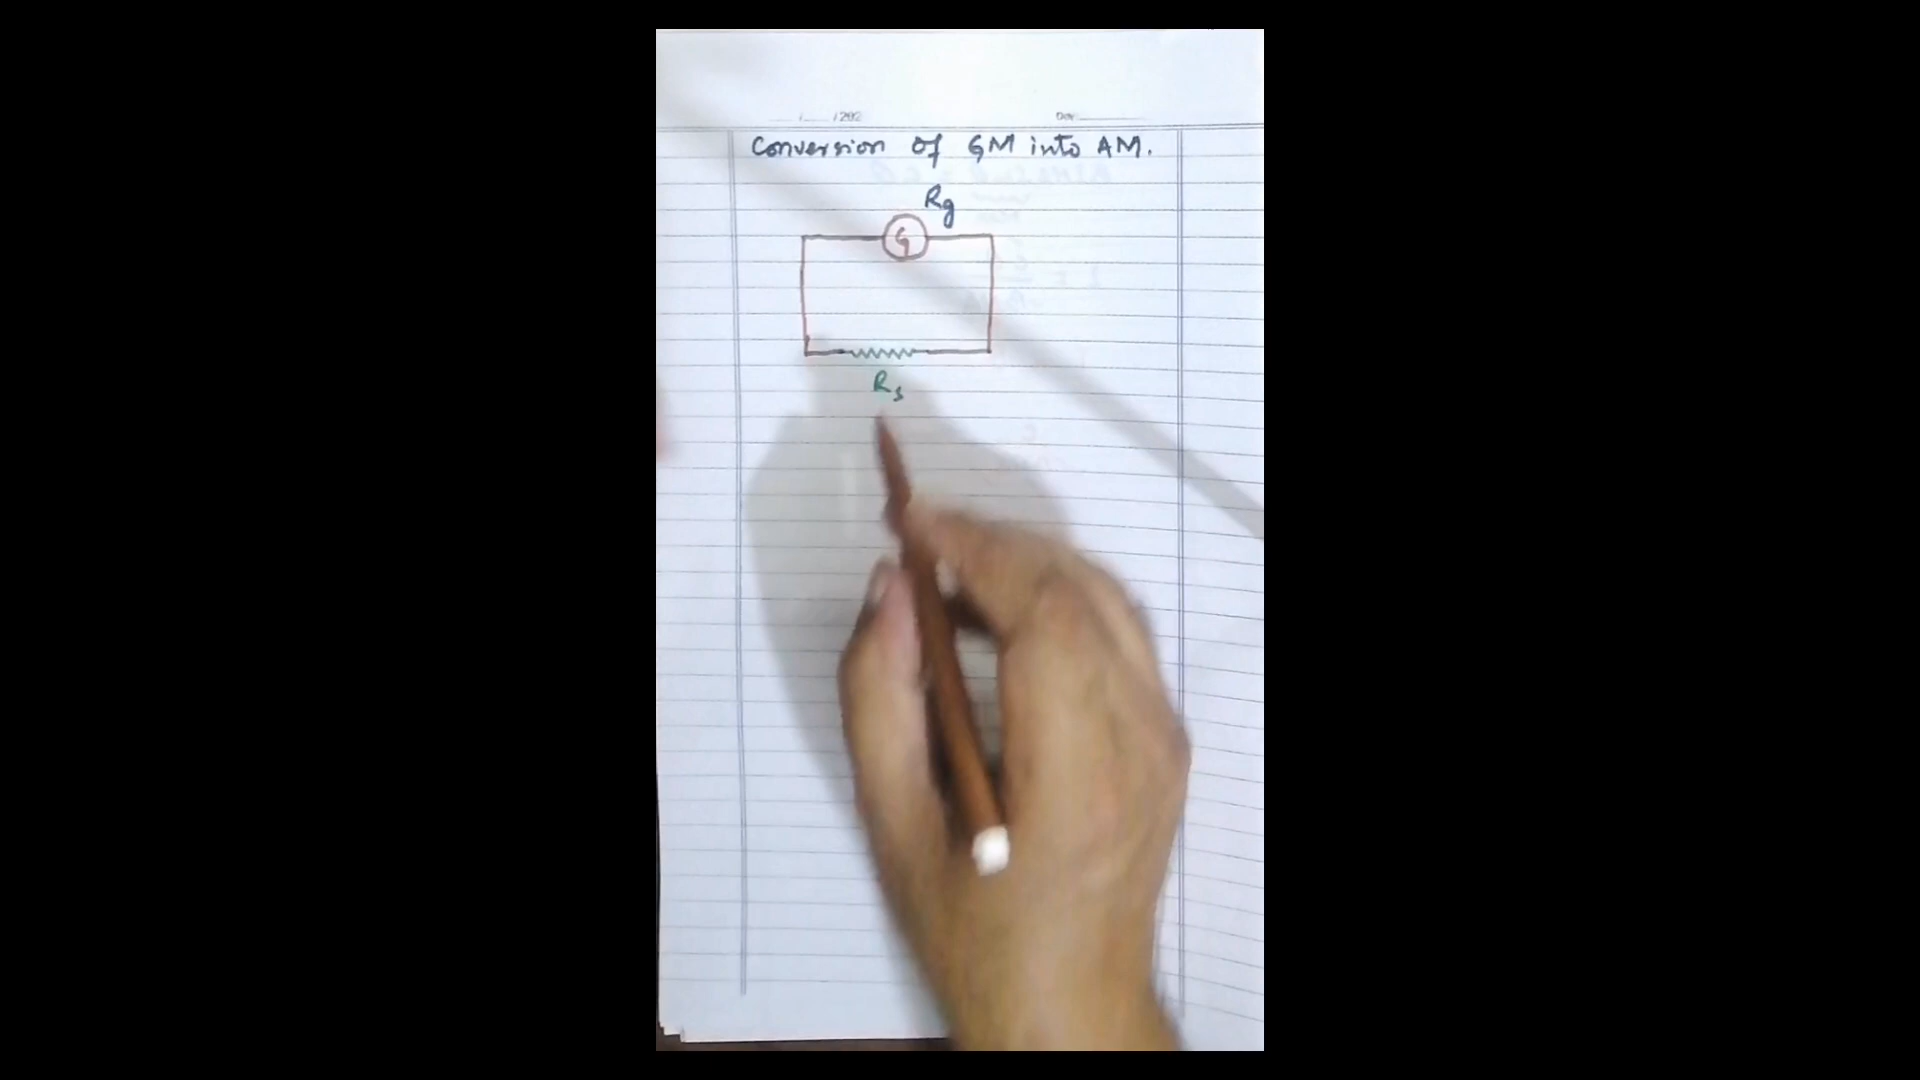 / /202
Day:
Conversion of GM into AM.
Rg
G
Rs